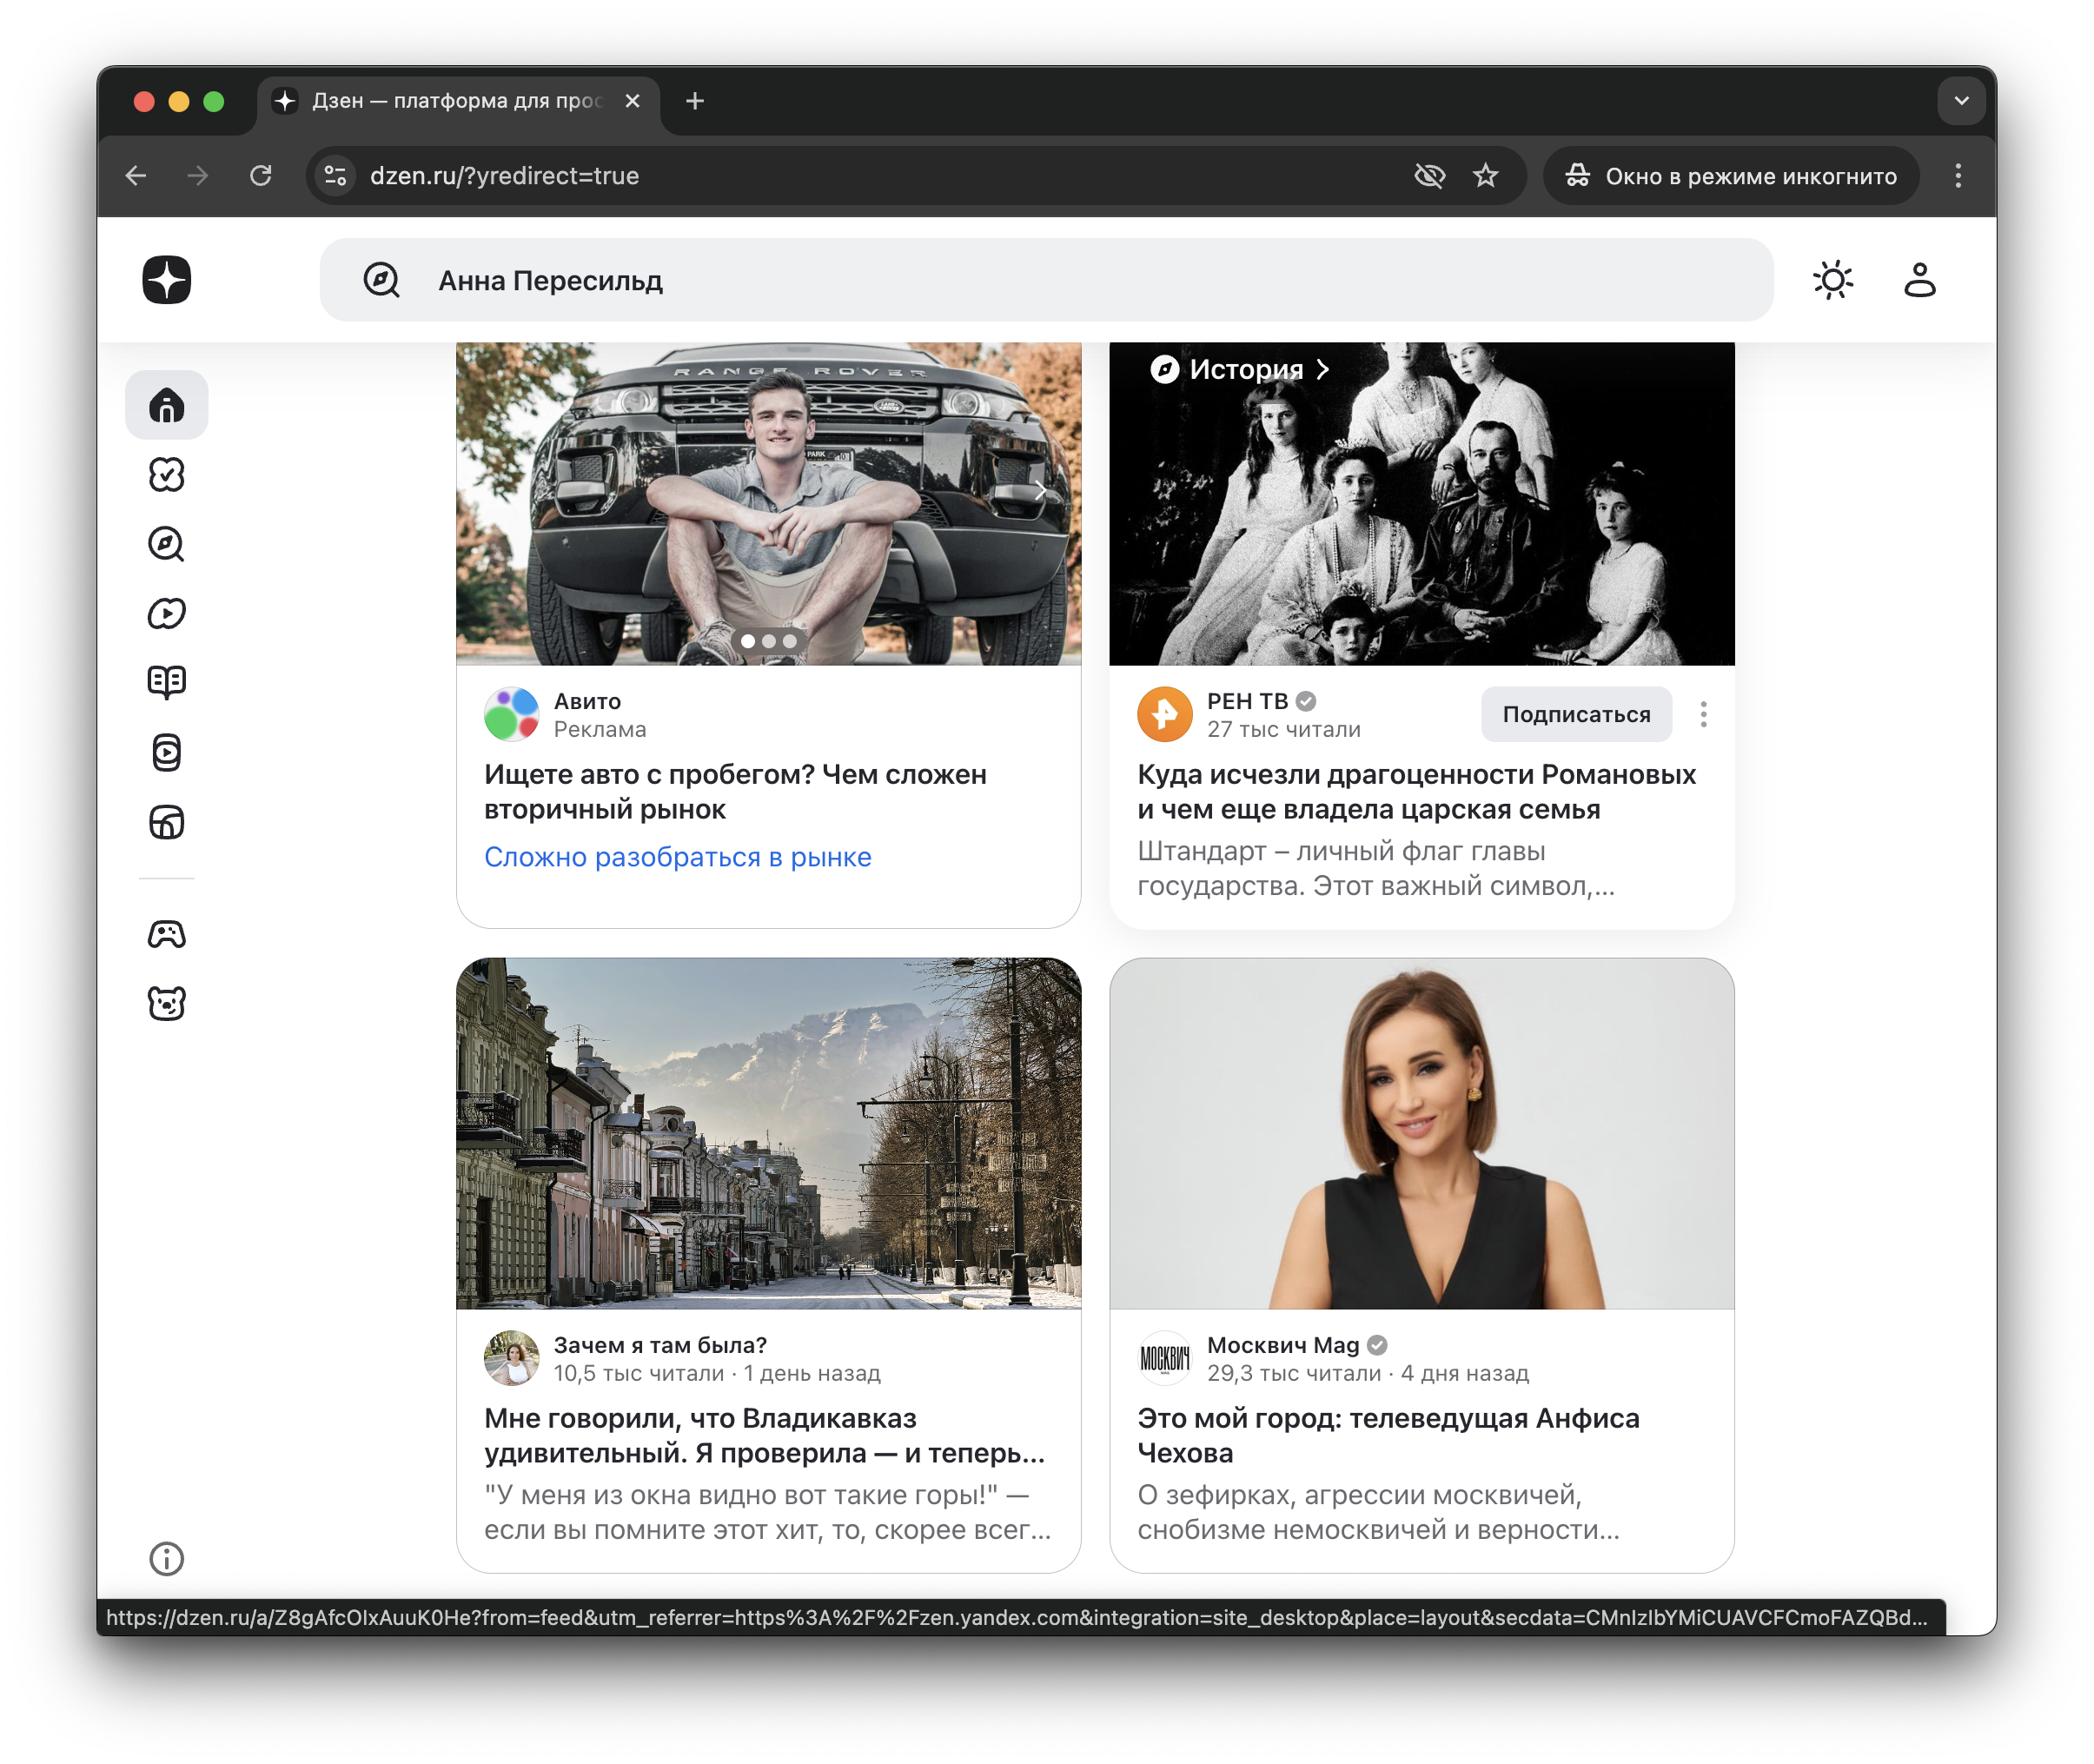 Дзен — платформа для прос
dzen.ru/?yredirect=true
Окно в режиме инкогнито
Анна Пересильд
RANGE ROVER
PARK
История
Авито
Реклама
Ищете авто с пробегом? Чем сложен
вторичный рынок
Сложно разобраться в рынке
РЕН ТВ
27 тыс читали
Подписаться
Куда исчезли драгоценности Романовых
и чем еще владела царская семья
Штандарт – личный флаг главы
государства. Этот важный символ,...
Зачем я там была?
10,5 тыс читали · 1 день назад
Мне говорили, что Владикавказ
удивительный. Я проверила — и теперь...
"У меня из окна видно вот такие горы!" —
если вы помните этот хит, то, скорее всег...
МОСКВИЧ
Москвич Mag
29,3 тыс читали · 4 дня назад
Это мой город: телеведущая Анфиса
Чехова
О зефирках, агрессии москвичей,
снобизме немосквичей и верности...
https://dzen.ru/a/Z8gAfcOIxAuuK0He?from=feed&utm_referrer=https%3A%2F%2Fzen.yandex.com&integration=site_desktop&place=layout&secdata=CMnIzIbYMiCUAVCFCmoFAZQBd...